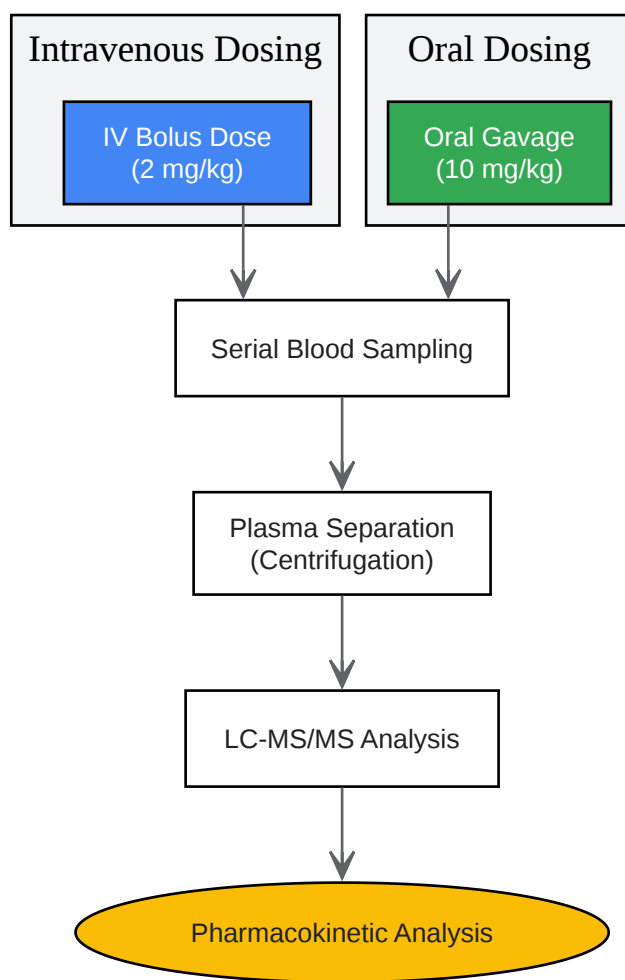 Intravenous Dosing
IV Bolus Dose
(2 mg/kg)
Oral Dosing
Oral Gavage
(10 mg/kg)
Serial Blood Sampling
Plasma Separation
(Centrifugation)
LC-MS/MS Analysis
Pharmacokinetic Analysis